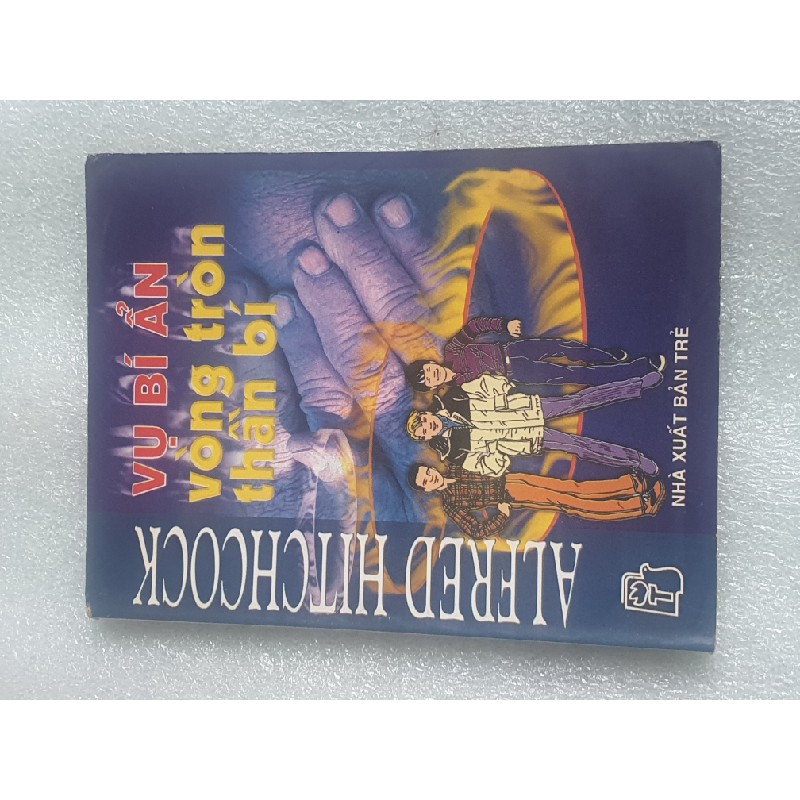 VỤ BÍ ẨN
vòng tròn
thần bí
ALFRED HITCHCOCK
NHÀ XUẤT BẢN TRẺ
T